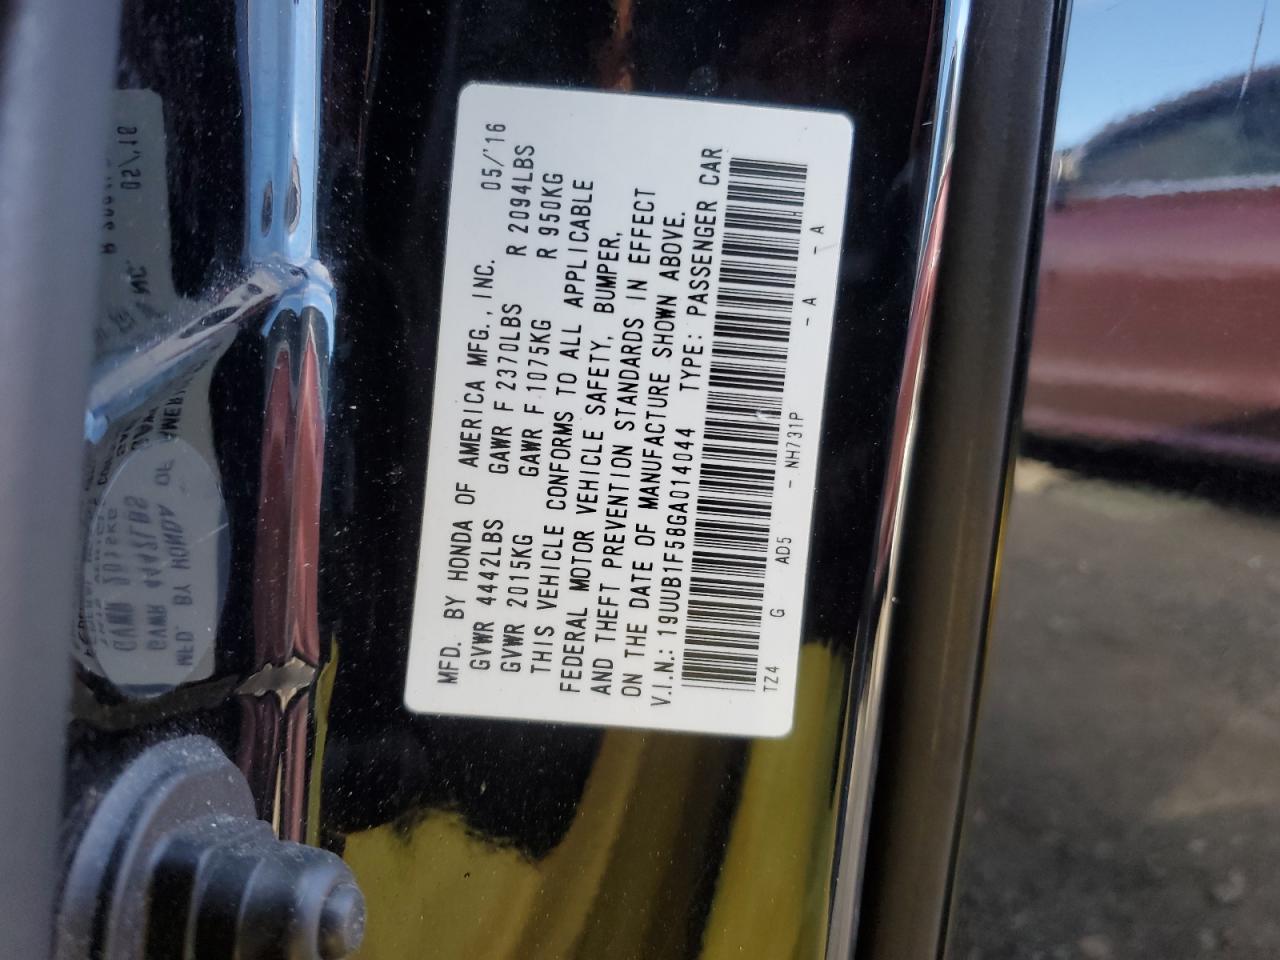 MFD. BY HONDA OF AMERICA MFG., INC. 05/'16
GVWR 4442LBS GAWR F 2370LBS R 2094LBS
GVWR 2015KG GAWR F 1075KG R 950KG
THIS VEHICLE CONFORMS TO ALL APPLICABLE
FEDERAL MOTOR VEHICLE SAFETY, BUMPER,
AND THEFT PREVENTION STANDARDS IN EFFECT
ON THE DATE OF MANUFACTURE SHOWN ABOVE.
V.I.N.: 19UUB1F58GA014044 TYPE: PASSENGER CAR
TZ4 G AD5 - NH731P - A - A